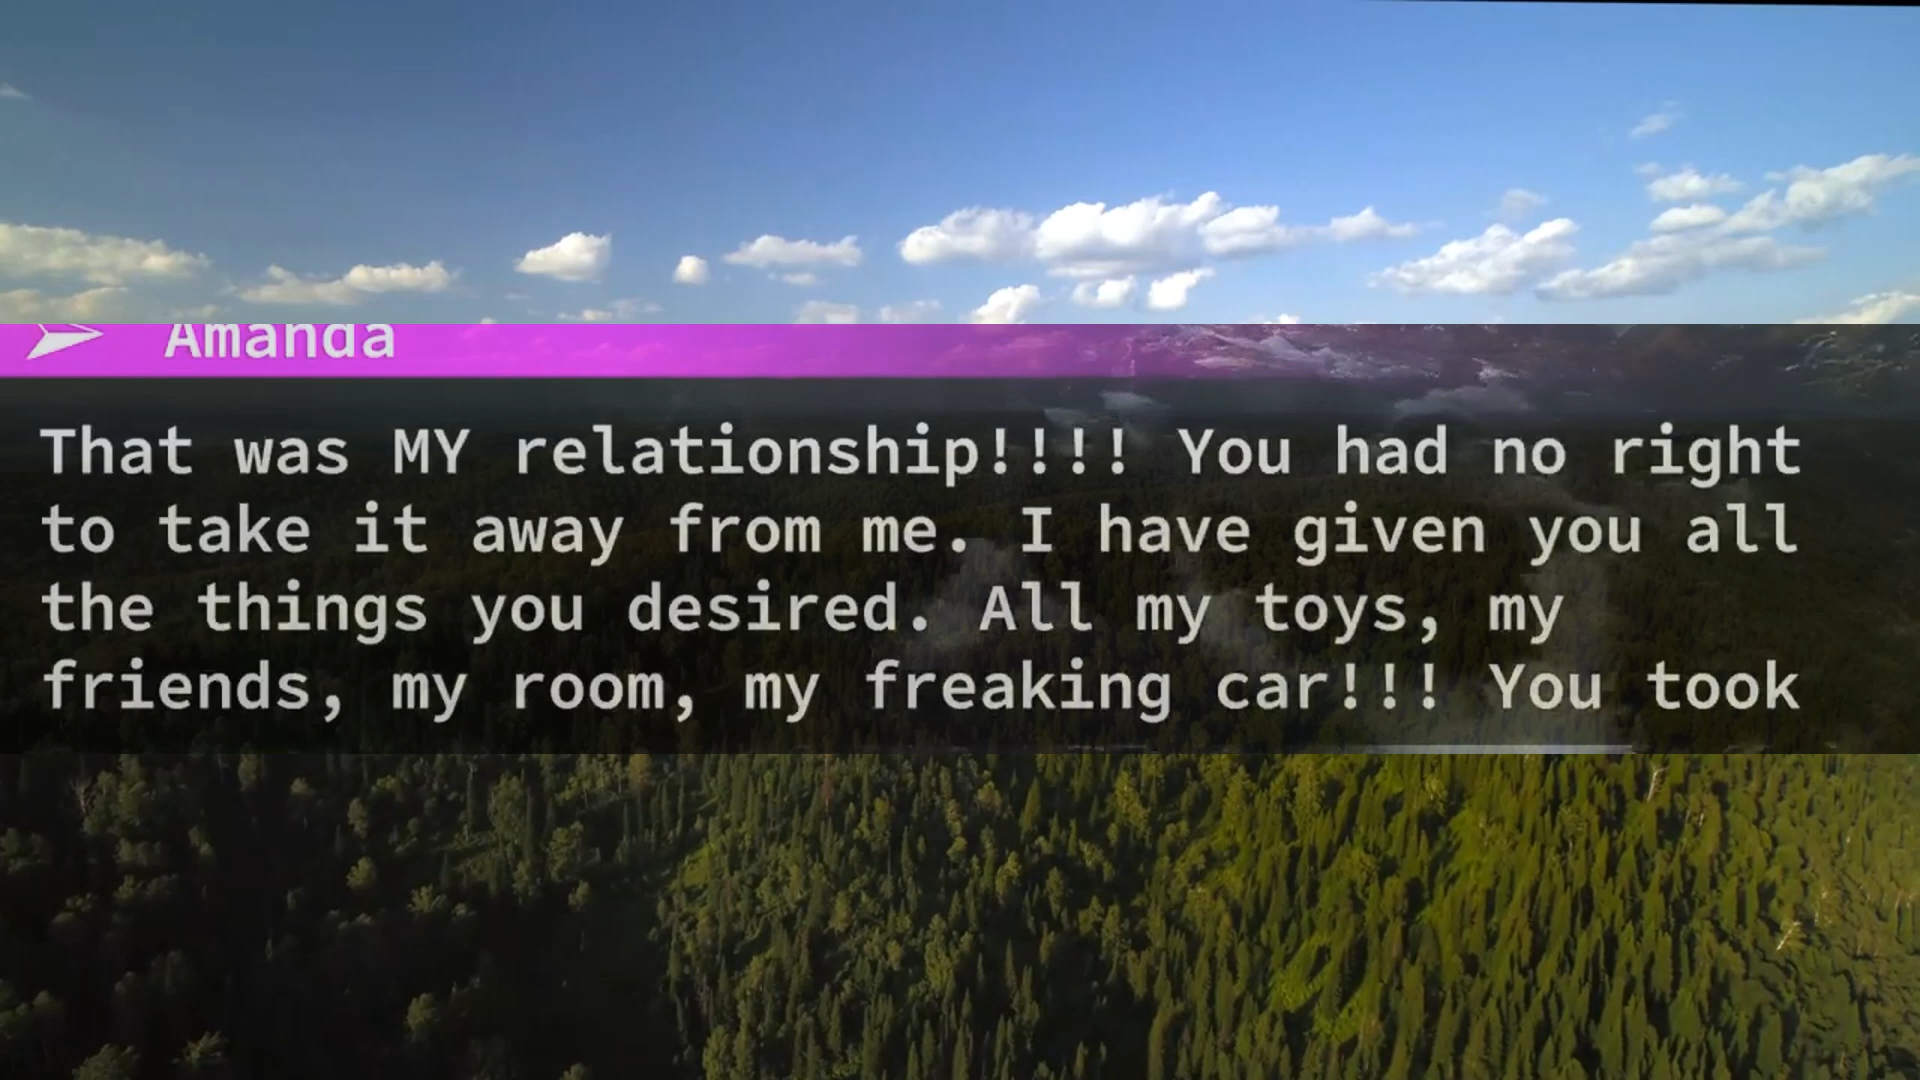 Amanda
That was MY relationship!!!! You had no right
to take it away from me. I have given you all
the things you desired. All my toys, my
friends, my room, my freaking car!!! You took